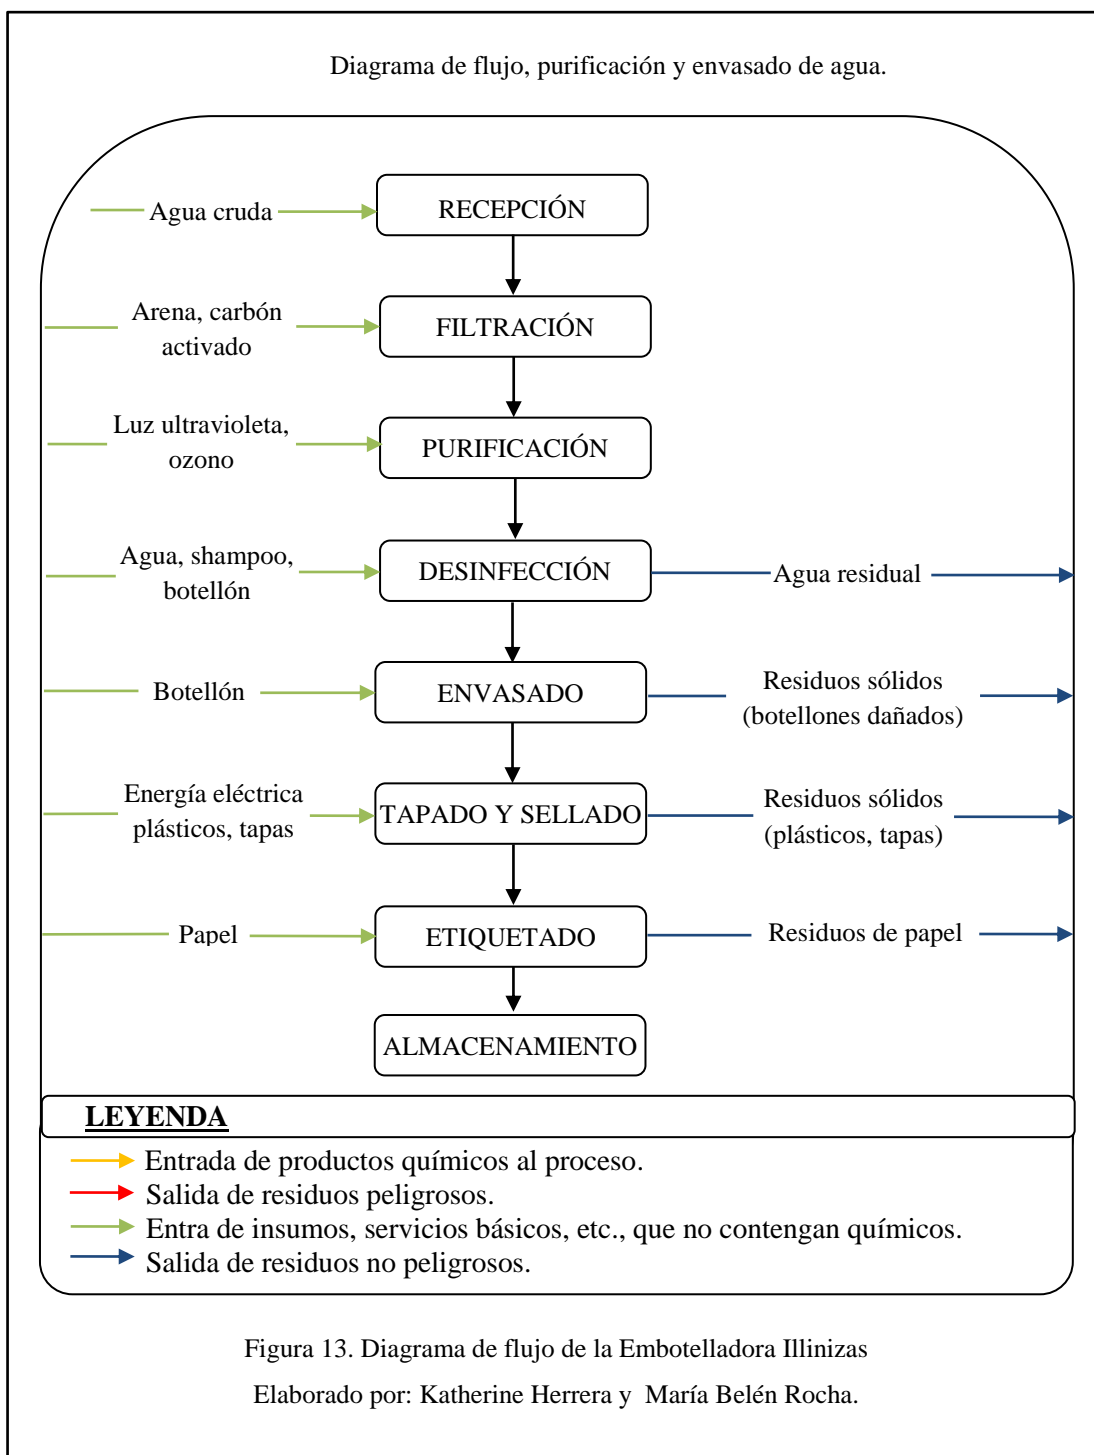 Diagrama de flujo, purificación y envasado de agua.
Agua cruda
RECEPCIÓN
Arena, carbón
activado
FILTRACIÓN
Luz ultravioleta,
ozono
PURIFICACIÓN
Agua, shampoo,
botellón
DESINFECCIÓN
Agua residual
Botellón
ENVASADO
Residuos sólidos
(botellones dañados)
Energía eléctrica
plásticos, tapas
TAPADO Y SELLADO
Residuos sólidos
(plásticos, tapas)
Papel
ETIQUETADO
Residuos de papel
ALMACENAMIENTO
LEYENDA
Entrada de productos químicos al proceso.
Salida de residuos peligrosos.
Entra de insumos, servicios básicos, etc., que no contengan químicos.
Salida de residuos no peligrosos.
Figura 13. Diagrama de flujo de la Embotelladora Illinizas
Elaborado por: Katherine Herrera y María Belén Rocha.